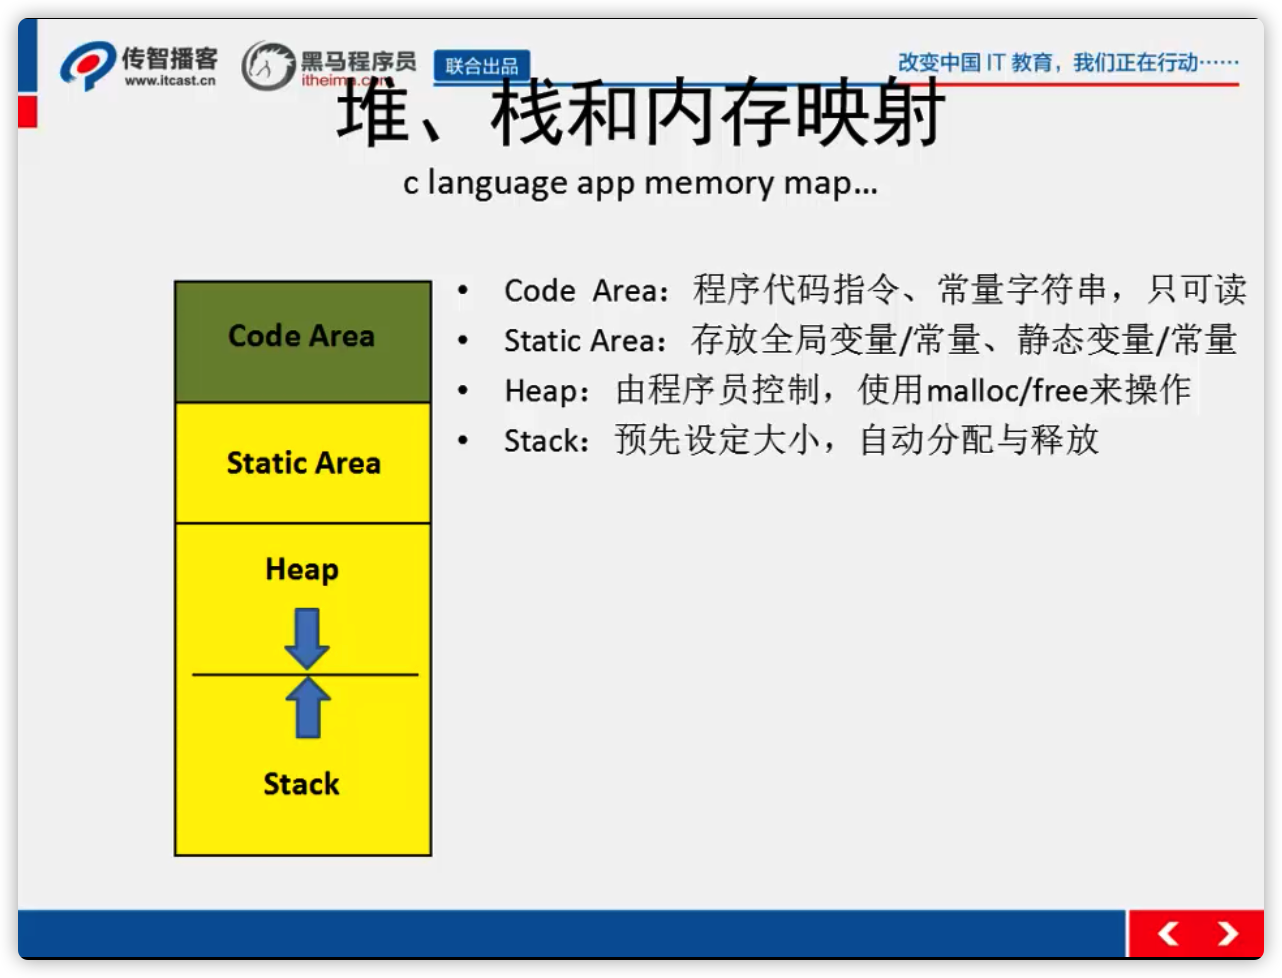 传智播客
www.itcast.cn
黑马程序员
itheima.com
联合出品
改变中国 IT 教育，我们正在行动……
堆、栈和内存映射
c language app memory map...
Code Area
Static Area
Heap
Stack
• Code Area：程序代码指令、常量字符串，只可读
• Static Area：存放全局变量/常量、静态变量/常量
• Heap：由程序员控制，使用malloc/free来操作
• Stack：预先设定大小，自动分配与释放